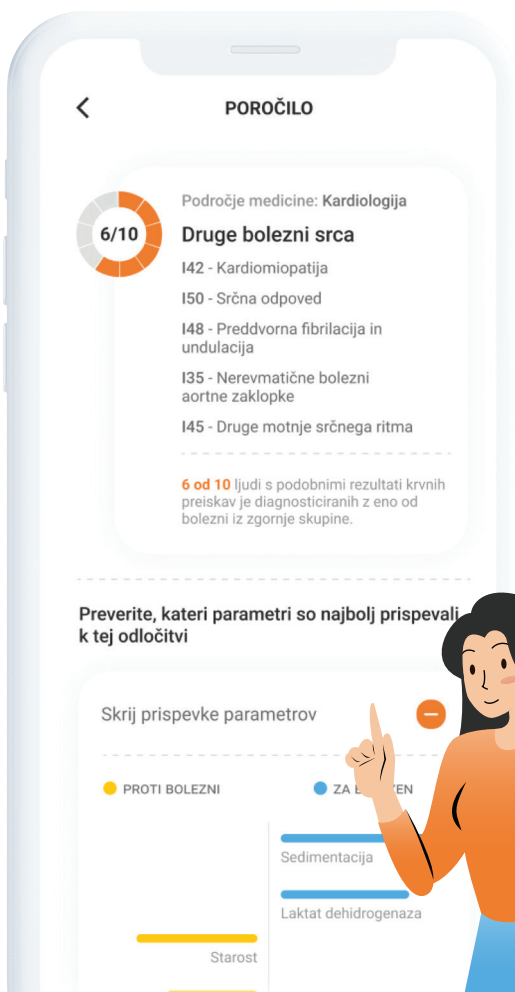 POROČILO
6/10
Področje medicine: Kardiologija
Druge bolezni srca
I42 - Kardiomiopatija
I50 - Srčna odpoved
I48 - Preddvorna fibrilacija in
undulacija
I35 - Nerevmatične bolezni
aortne zaklopke
I45 - Druge motnje srčnega ritma
6 od 10 ljudi s podobnimi rezultati krvnih
preiskav je diagnosticiranih z eno od
bolezni iz zgornje skupine.
Preverite, kateri parametri so najbolj prispevali
k tej odločitvi
Skrij prispevke parametrov
PROTI BOLEZNI
ZA
Sedimentacija
Laktat dehidrogenaza
Starost